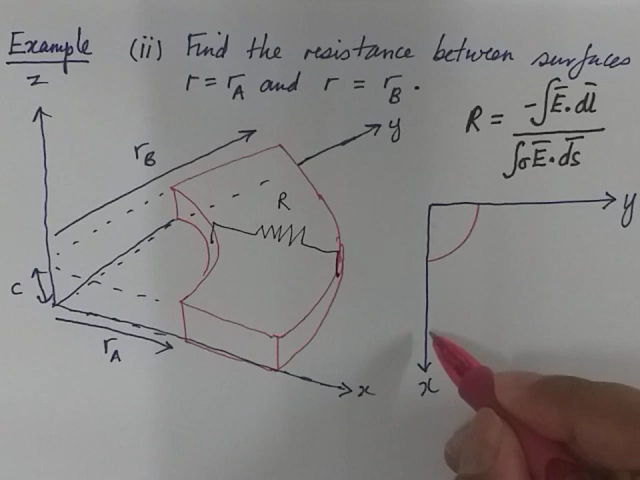 Example (ii) Find the resistance between surfaces
r = r_A and r = r_B.
z
R = -∫E̅.dl̅ / ∫σE̅.ds̅
r_B
y
R
y
c
r_A
x
x